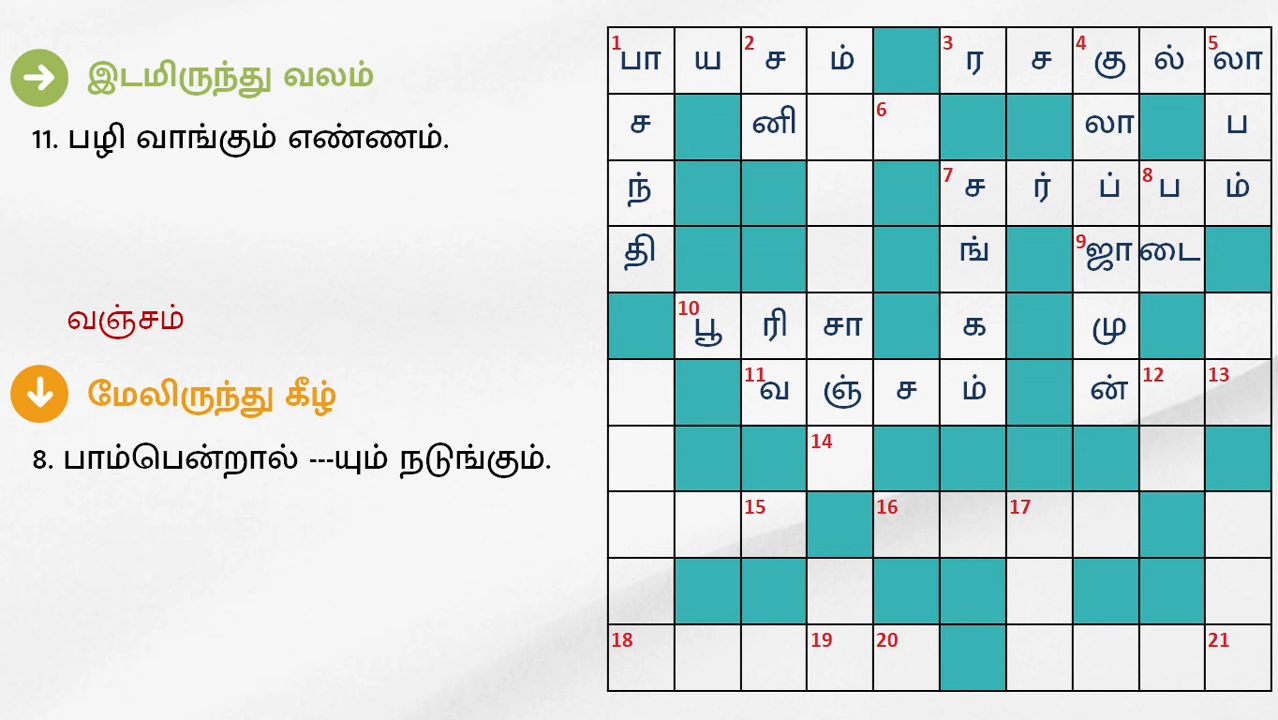 இடமிருந்து வலம்
11. பழி வாங்கும் எண்ணம்.
வஞ்சம்
மேலிருந்து கீழ்
8. பாம்பென்றால் ---யும் நடுங்கும்.
1 பா ய 2 ச ம் 3 ர ச 4 கு ல் 5 லா
ச னி 6 லா ப
ந் 7 ச ர் ப் 8 ப ம்
தி ங் 9 ஜா டை
10 பூ ரி சா க மு
11 வ ஞ் ச ம் ன் 12 13
14
15 16 17
18 19 20 21